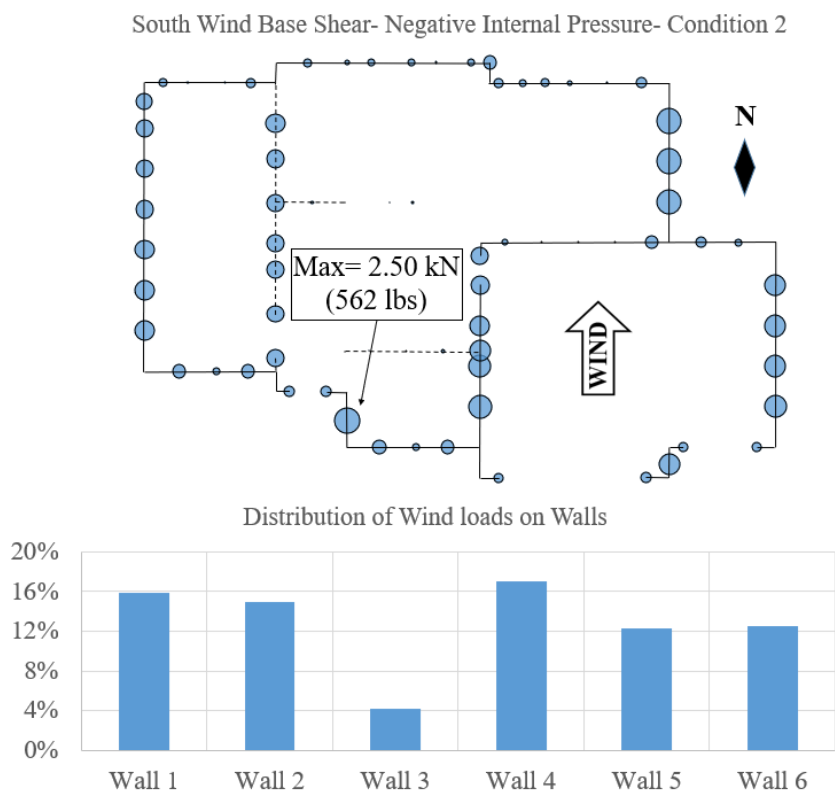 South Wind Base Shear- Negative Internal Pressure- Condition 2
N
Max= 2.50 kN
(562 lbs)
WIND
Distribution of Wind loads on Walls
20%
16%
12%
8%
4%
0%
Wall 1 Wall 2 Wall 3 Wall 4 Wall 5 Wall 6